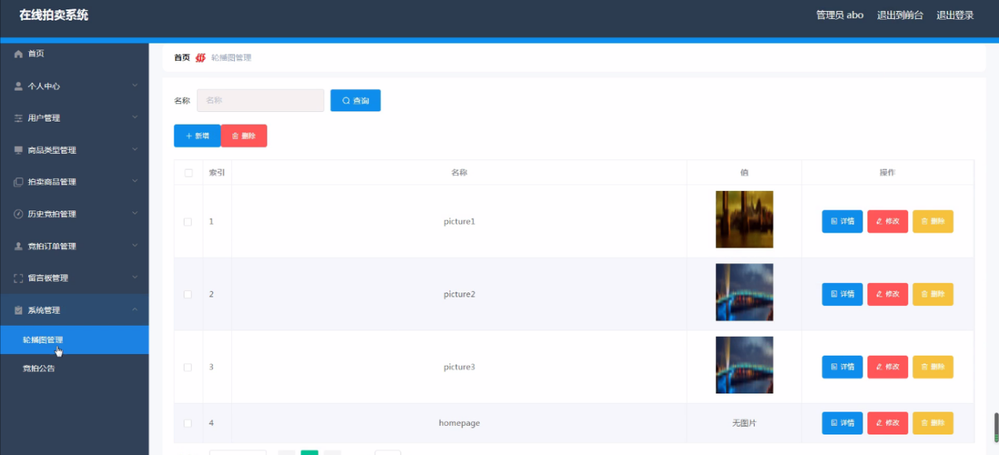 在线拍卖系统
管理员 abo 退出到前台 退出登录
首页
个人中心
用户管理
商品类型管理
拍卖商品管理
历史竞拍管理
竞拍订单管理
留言板管理
系统管理
轮播图管理
竞拍公告
首页 轮播图管理
名称 名称 查询
新增 删除
索引 名称 值 操作
1 picture1 详情 修改 删除
2 picture2 详情 修改 删除
3 picture3 详情 修改 删除
4 homepage 无图片 详情 修改 删除